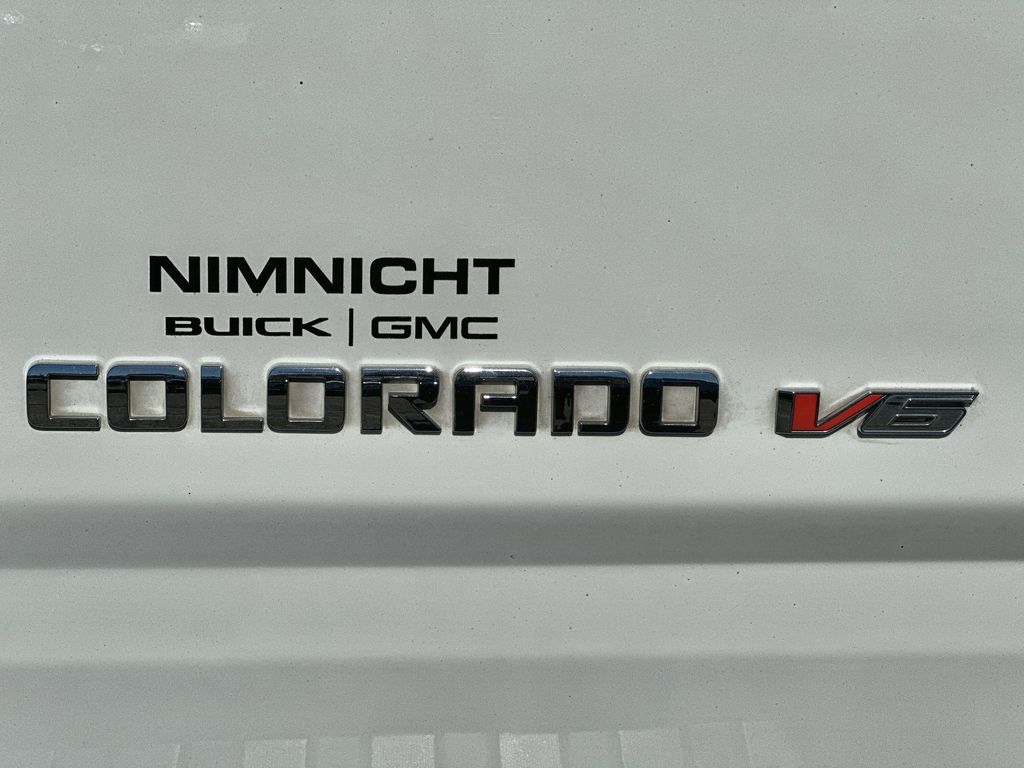 NIMNICHT
BUICK | GMC
COLORADO V6